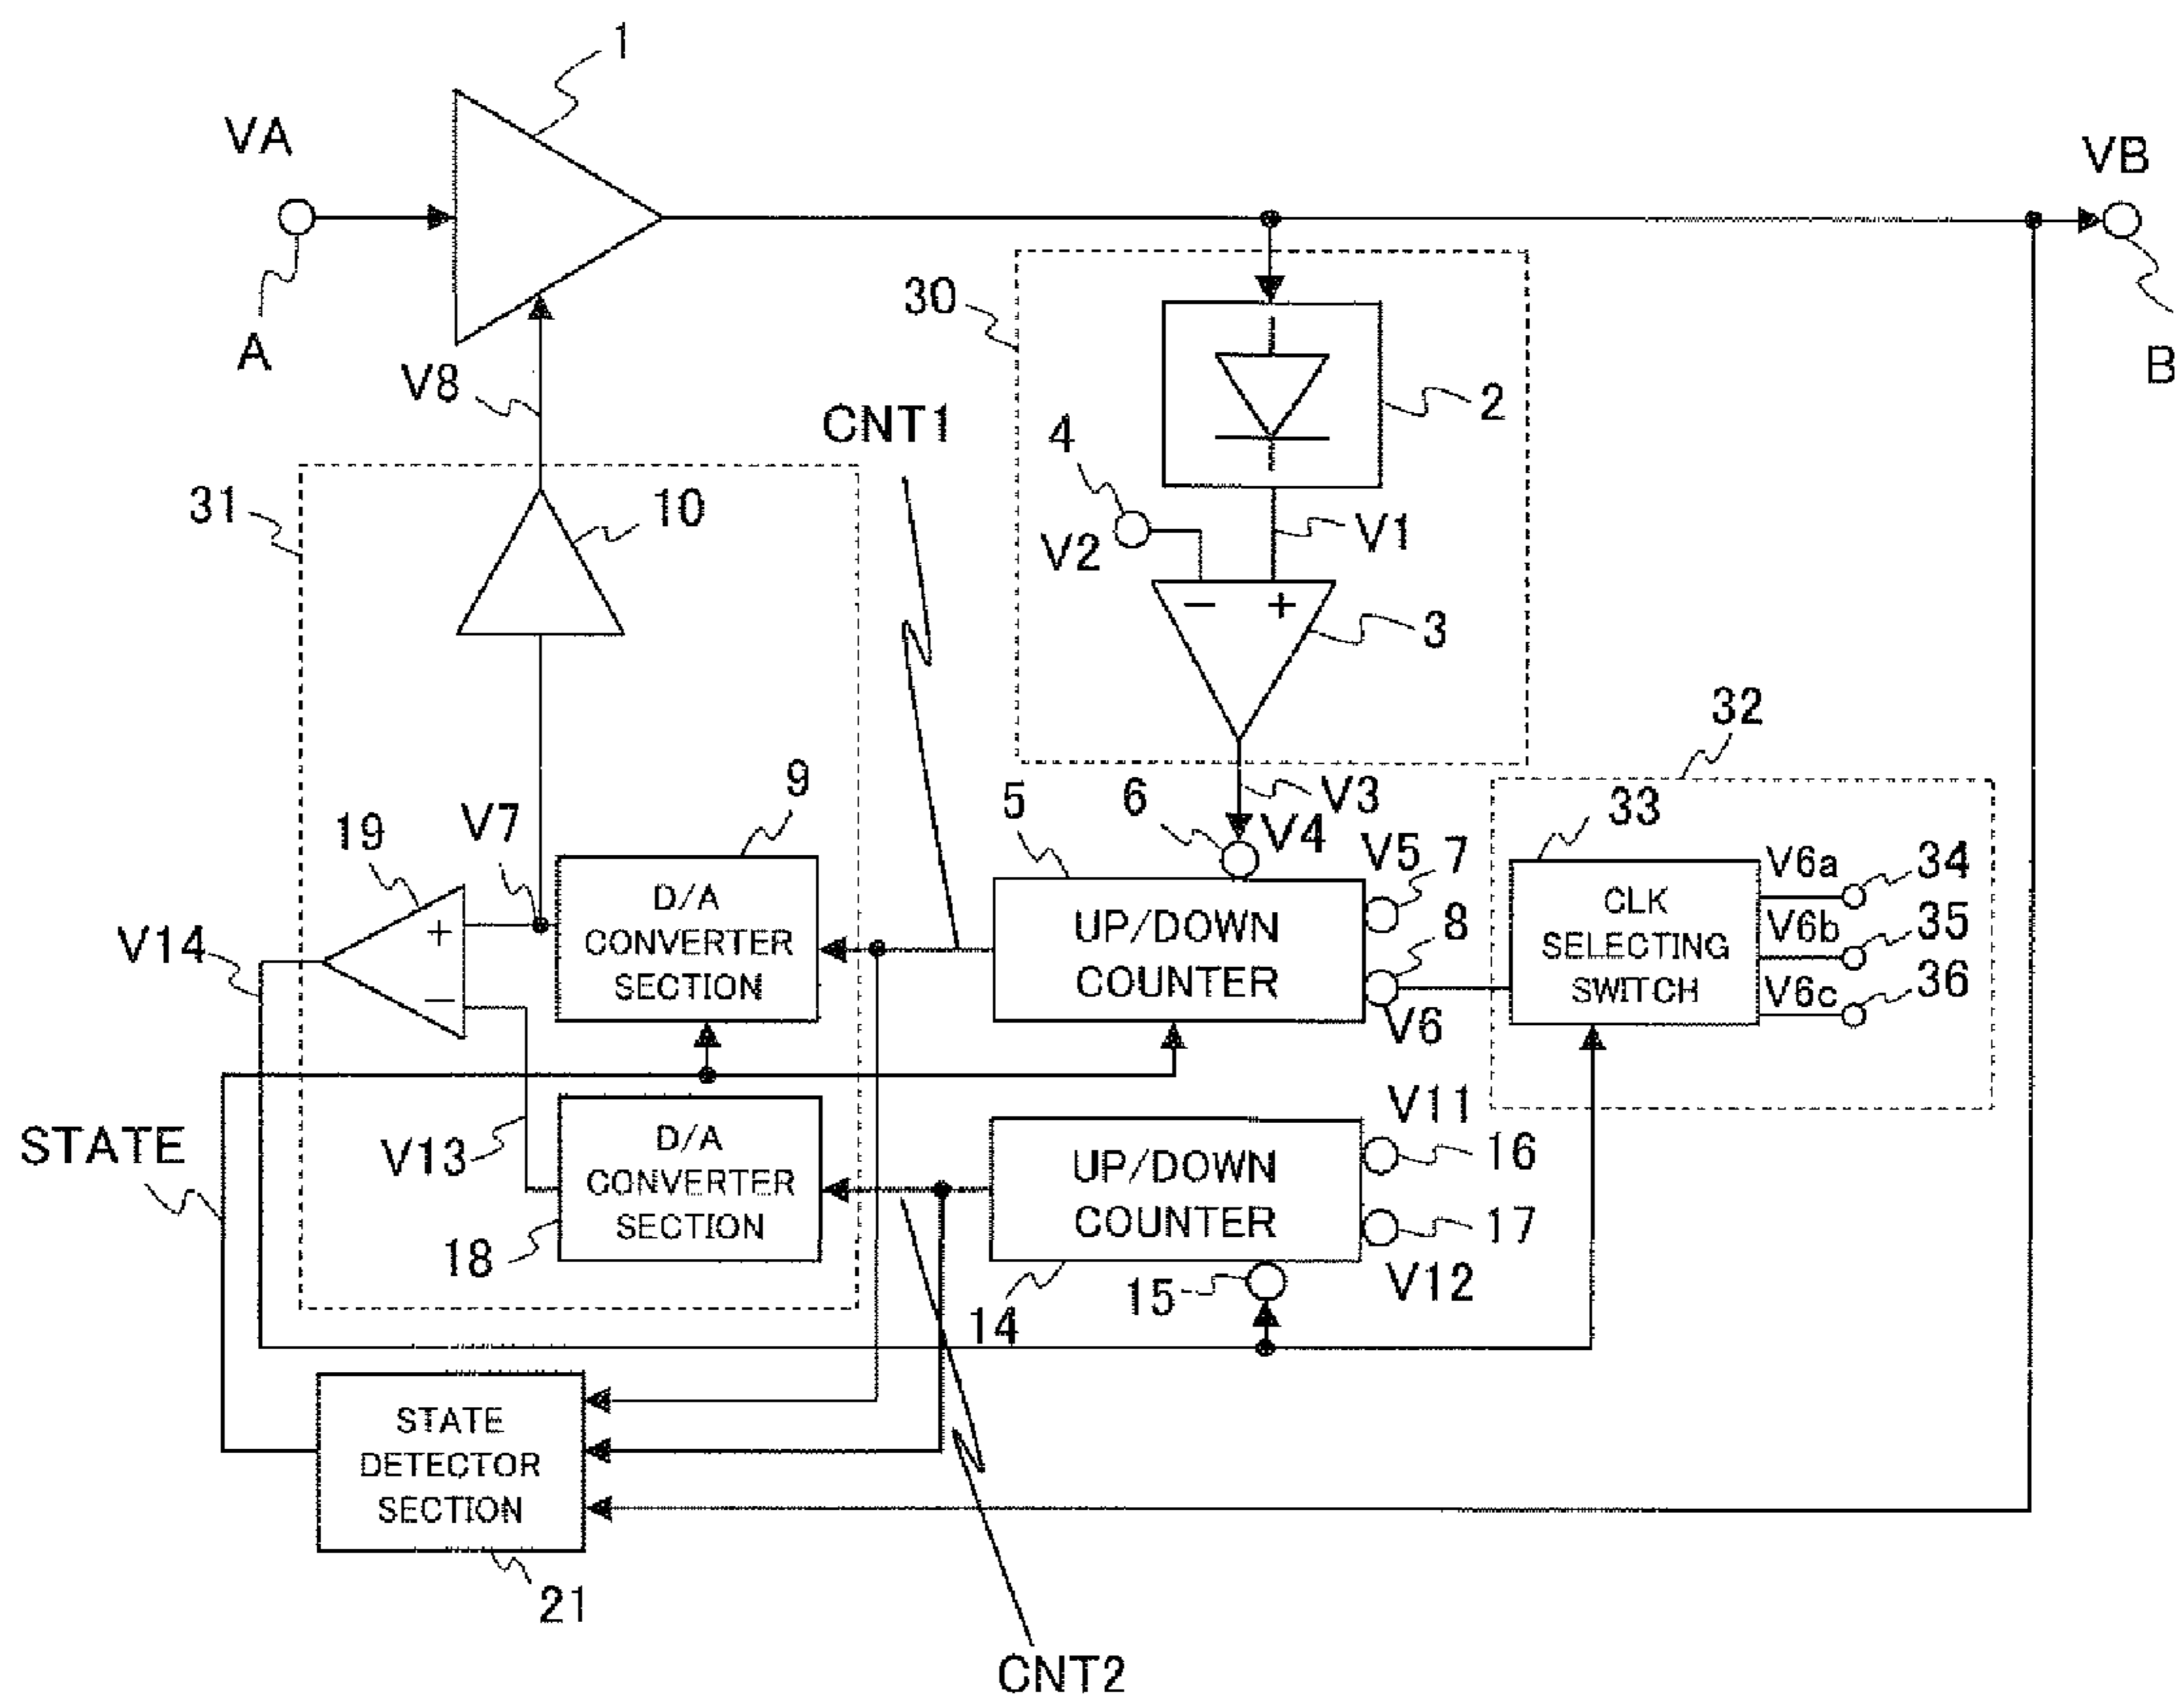 1
VA
VB
A
B
30
V8
2
CNT1
4
31
10
V2
V1
3
32
9
6
V3
5
33
V7
19
V4
V5
7
V6a
34
D/A
CONVERTER
SECTION
UP/DOWN
COUNTER
8
CLK
SELECTING
SWITCH
V6b
35
V14
+
−
− +
V6c
36
V6
STATE
V13
D/A
CONVERTER
SECTION
UP/DOWN
COUNTER
V11
16
17
18
15
V12
14
STATE
DETECTOR
SECTION
21
CNT2